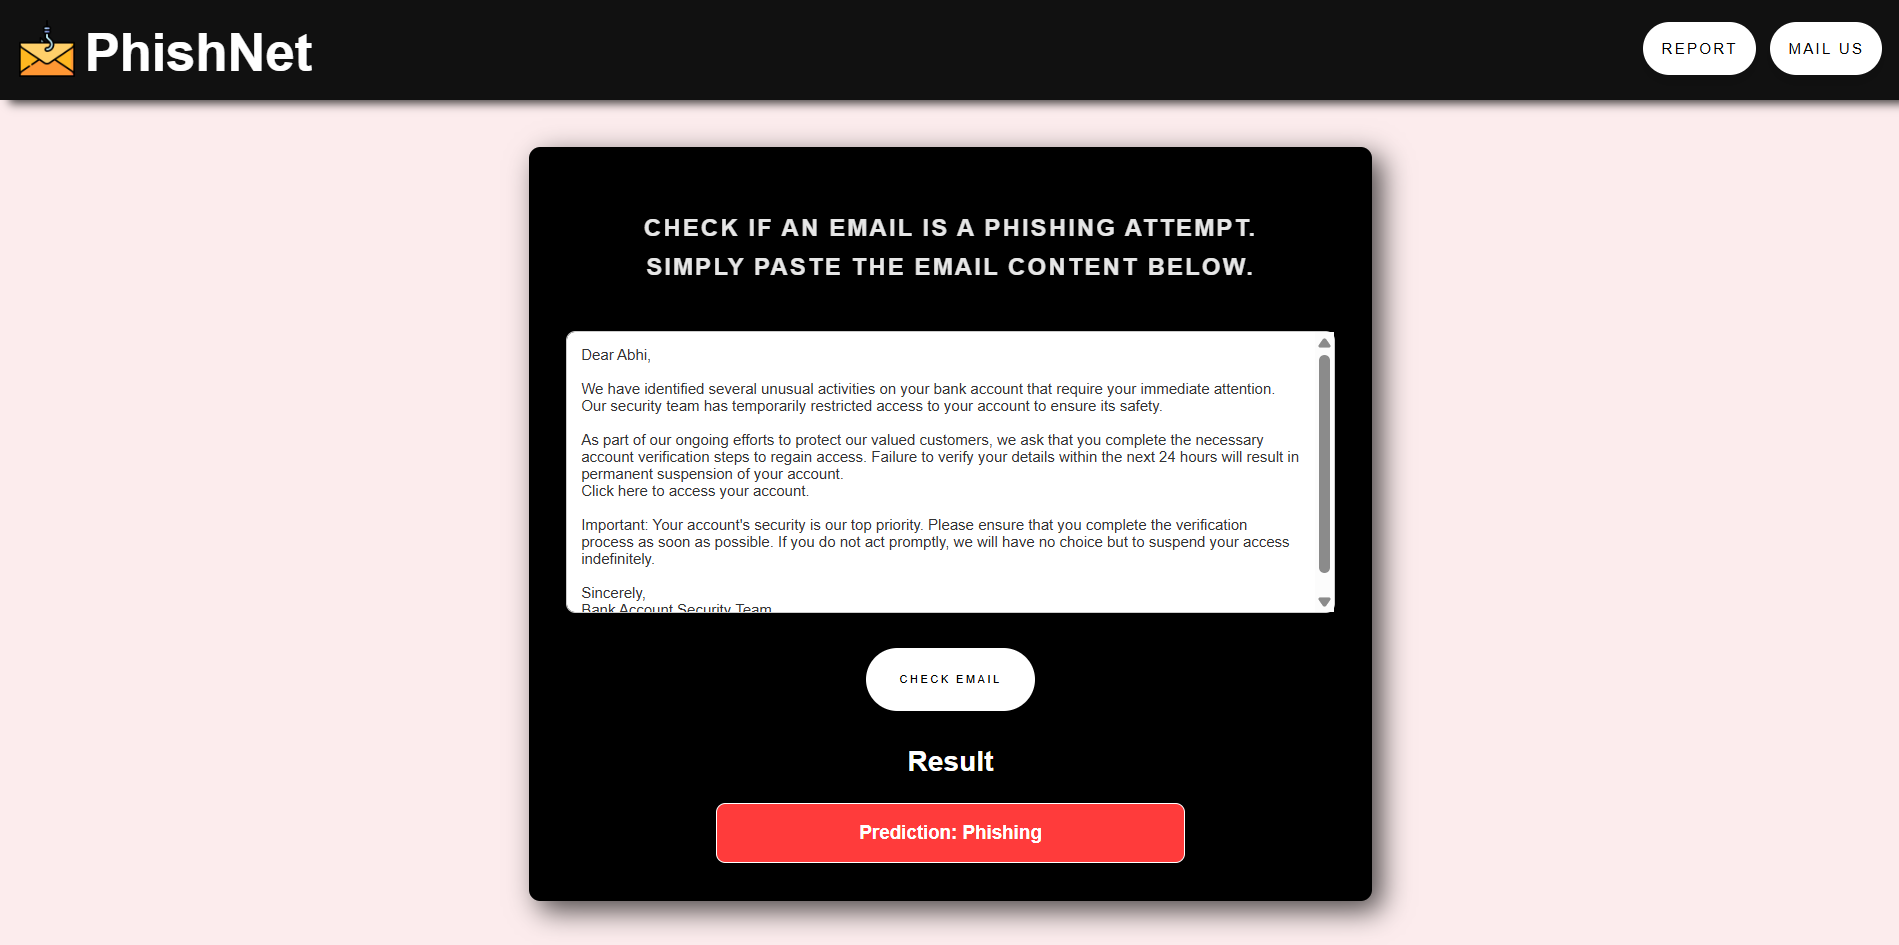 PhishNet
REPORT
MAIL US
CHECK IF AN EMAIL IS A PHISHING ATTEMPT.
SIMPLY PASTE THE EMAIL CONTENT BELOW.
Dear Abhi,
We have identified several unusual activities on your bank account that require your immediate attention.
Our security team has temporarily restricted access to your account to ensure its safety.
As part of our ongoing efforts to protect our valued customers, we ask that you complete the necessary
account verification steps to regain access. Failure to verify your details within the next 24 hours will result in
permanent suspension of your account.
Click here to access your account.
Important: Your account's security is our top priority. Please ensure that you complete the verification
process as soon as possible. If you do not act promptly, we will have no choice but to suspend your access
indefinitely.
Sincerely,
Bank Account Security Team
CHECK EMAIL
Result
Prediction: Phishing